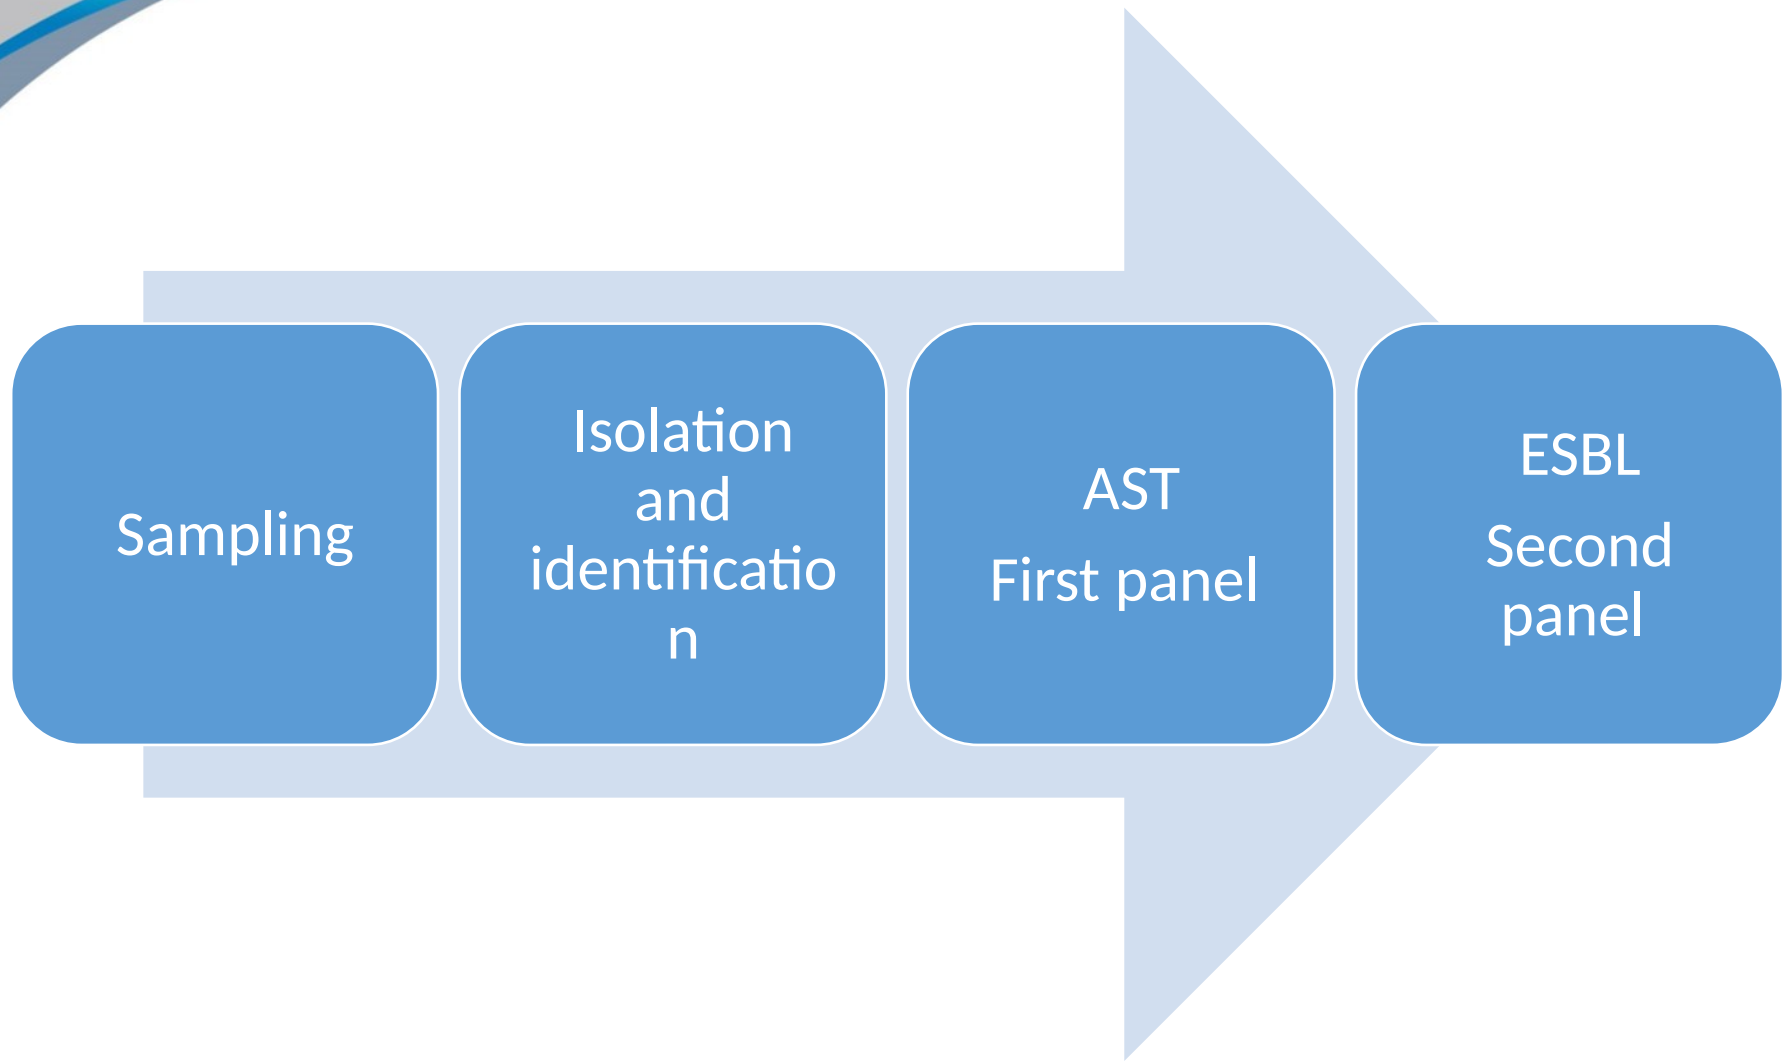 Sampling
Isolation
and
identificatio
n
AST
First panel
ESBL
Second
panel